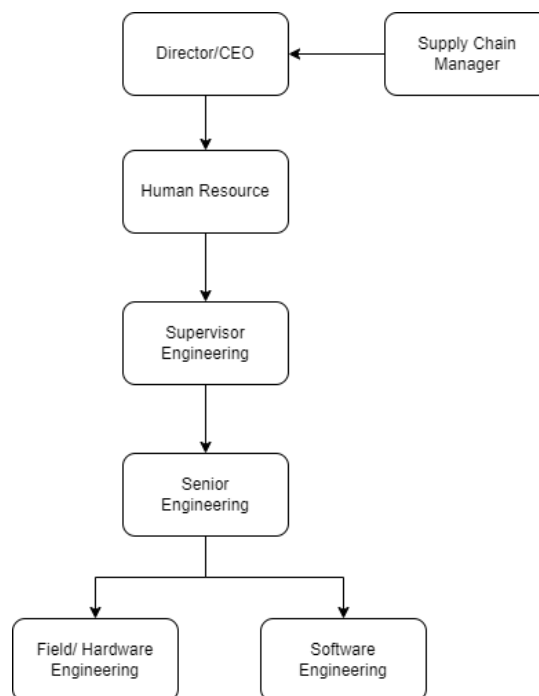 Director/CEO
Supply Chain
Manager
Human Resource
Supervisor
Engineering
Senior
Engineering
Field/ Hardware
Engineering
Software
Engineering